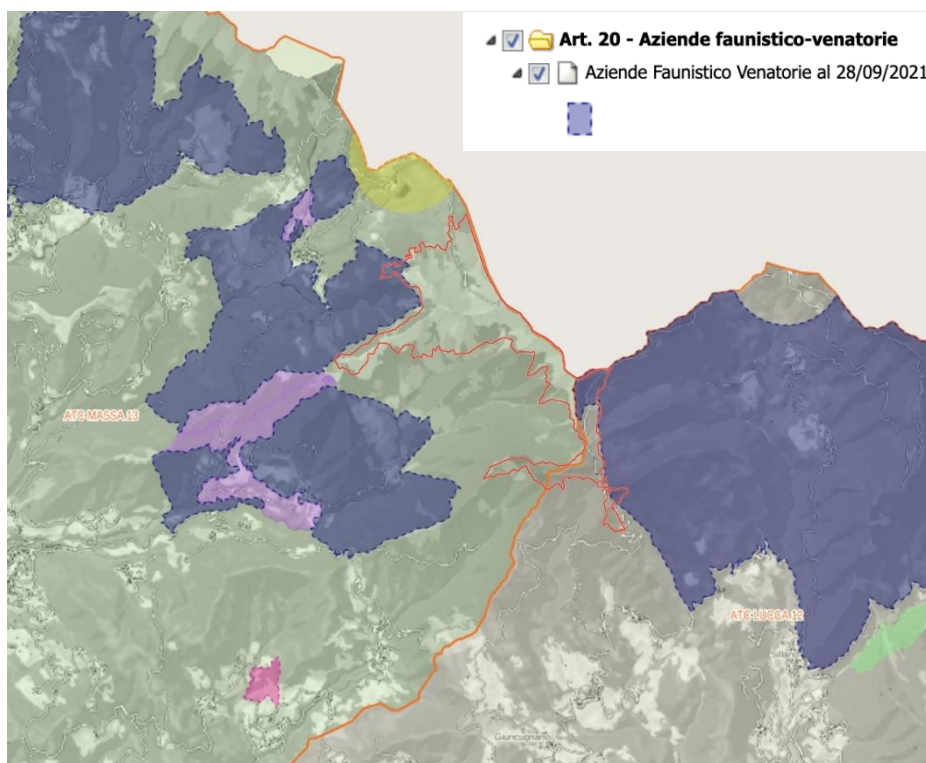 Art. 20 - Aziende faunistico-venatorie
Aziende Faunistico Venatorie al 28/09/2021
ATC MASSA 13
ATC LUCCA 12
Giuncugnano